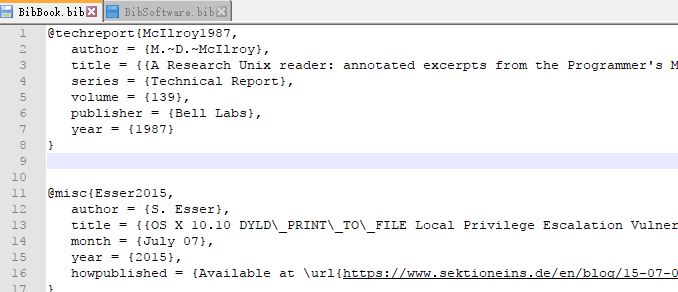 BibBook.bib BibSoftware.bib
1 @techreport{McIlroy1987,
2 author = {M.~D.~McIlroy},
3 title = {{A Research Unix reader: annotated excerpts from the Programmer's M
4 series = {Technical Report},
5 volume = {139},
6 publisher = {Bell Labs},
7 year = {1987}
8 }
9
10
11 @misc{Esser2015,
12 author = {S. Esser},
13 title = {{OS X 10.10 DYLD\_PRINT\_TO\_FILE Local Privilege Escalation Vulner
14 month = {July 07},
15 year = {2015},
16 howpublished = {Available at \url{https://www.sektioneins.de/en/blog/15-07-0
17 }